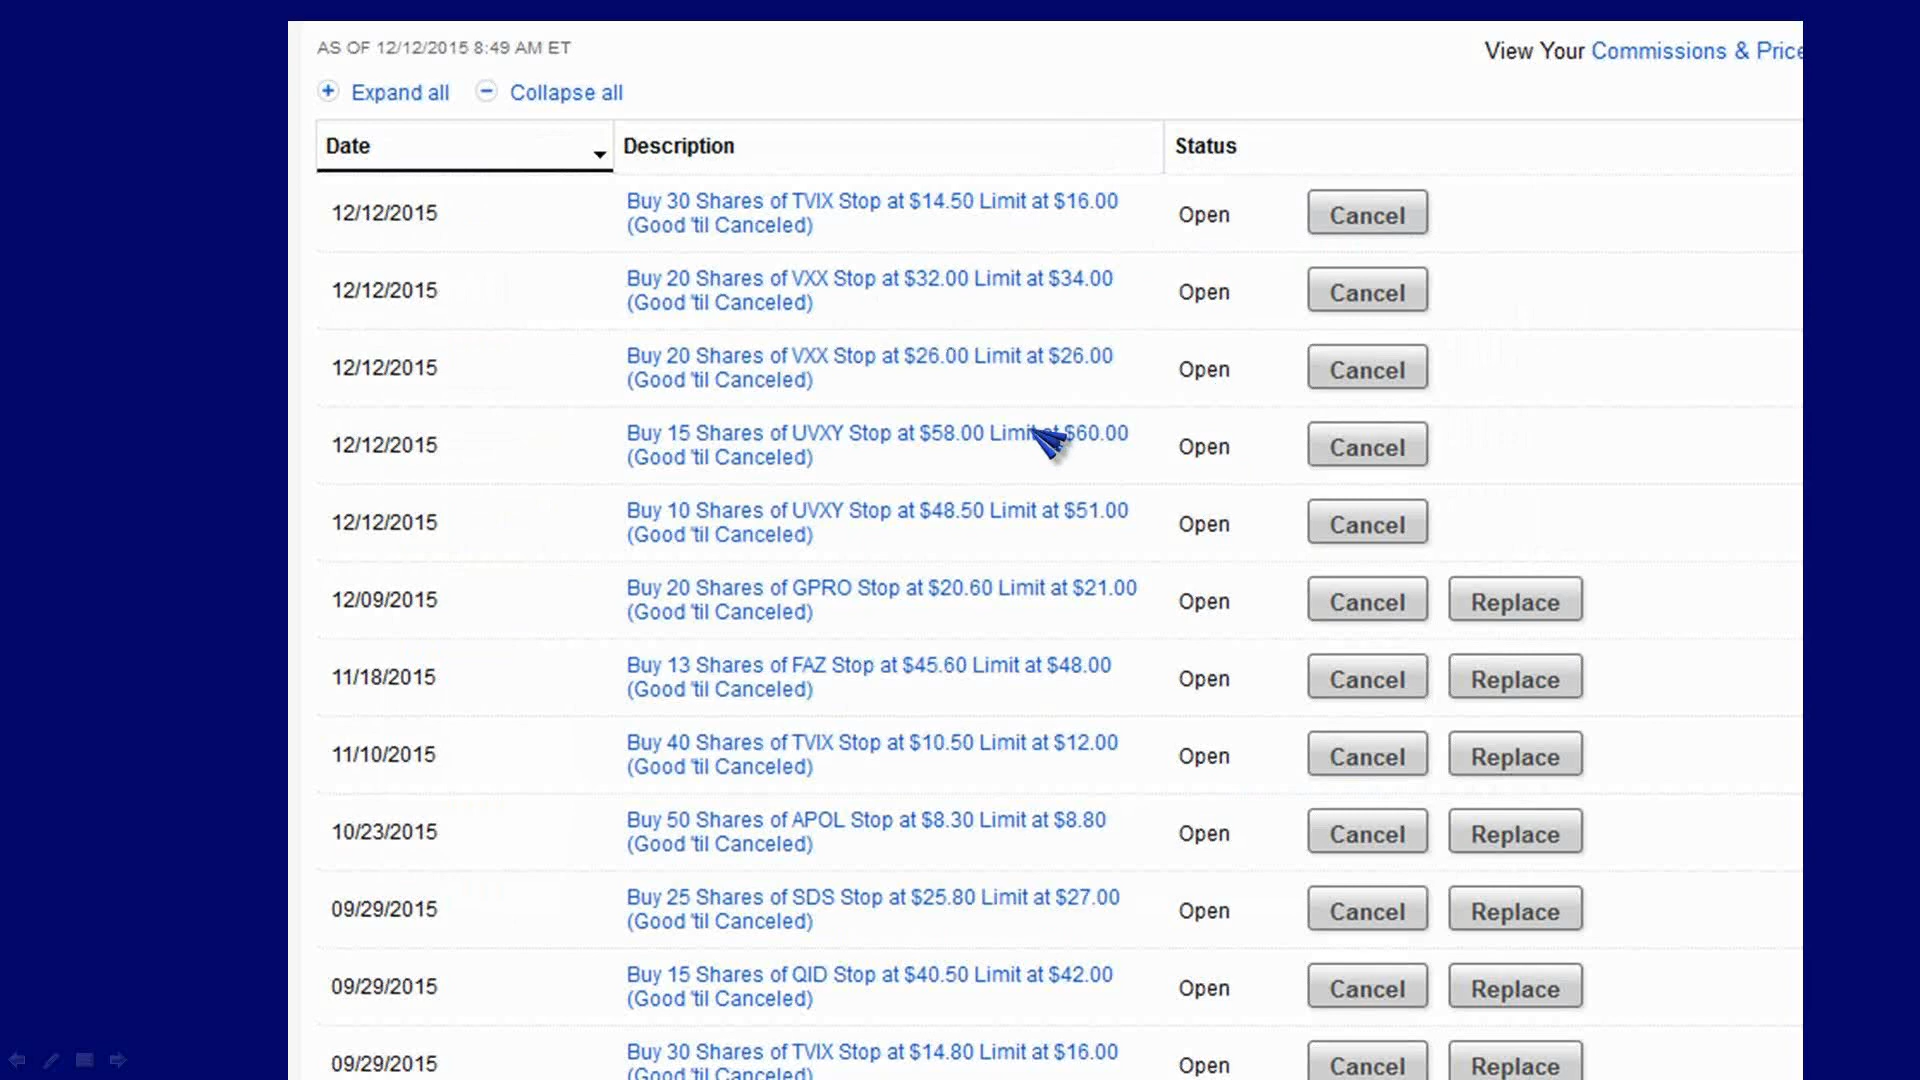 AS OF 12/12/2015 8:49 AM ET
View Your Commissions & Price
Expand all Collapse all
Date Description Status
12/12/2015 Buy 30 Shares of TVIX Stop at $14.50 Limit at $16.00 Open Cancel
(Good 'til Canceled)
12/12/2015 Buy 20 Shares of VXX Stop at $32.00 Limit at $34.00 Open Cancel
(Good 'til Canceled)
12/12/2015 Buy 20 Shares of VXX Stop at $26.00 Limit at $26.00 Open Cancel
(Good 'til Canceled)
12/12/2015 Buy 15 Shares of UVXY Stop at $58.00 Limit at $60.00 Open Cancel
(Good 'til Canceled)
12/12/2015 Buy 10 Shares of UVXY Stop at $48.50 Limit at $51.00 Open Cancel
(Good 'til Canceled)
12/09/2015 Buy 20 Shares of GPRO Stop at $20.60 Limit at $21.00 Open Cancel Replace
(Good 'til Canceled)
11/18/2015 Buy 13 Shares of FAZ Stop at $45.60 Limit at $48.00 Open Cancel Replace
(Good 'til Canceled)
11/10/2015 Buy 40 Shares of TVIX Stop at $10.50 Limit at $12.00 Open Cancel Replace
(Good 'til Canceled)
10/23/2015 Buy 50 Shares of APOL Stop at $8.30 Limit at $8.80 Open Cancel Replace
(Good 'til Canceled)
09/29/2015 Buy 25 Shares of SDS Stop at $25.80 Limit at $27.00 Open Cancel Replace
(Good 'til Canceled)
09/29/2015 Buy 15 Shares of QID Stop at $40.50 Limit at $42.00 Open Cancel Replace
(Good 'til Canceled)
09/29/2015 Buy 30 Shares of TVIX Stop at $14.80 Limit at $16.00 Open Cancel Replace
(Good 'til Canceled)